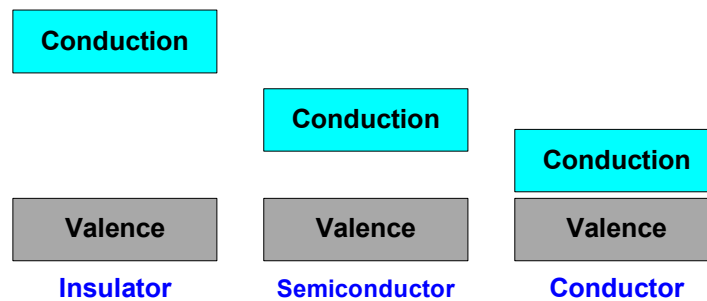 Conduction
Conduction
Conduction
Valence
Valence
Valence
Insulator
Semiconductor
Conductor